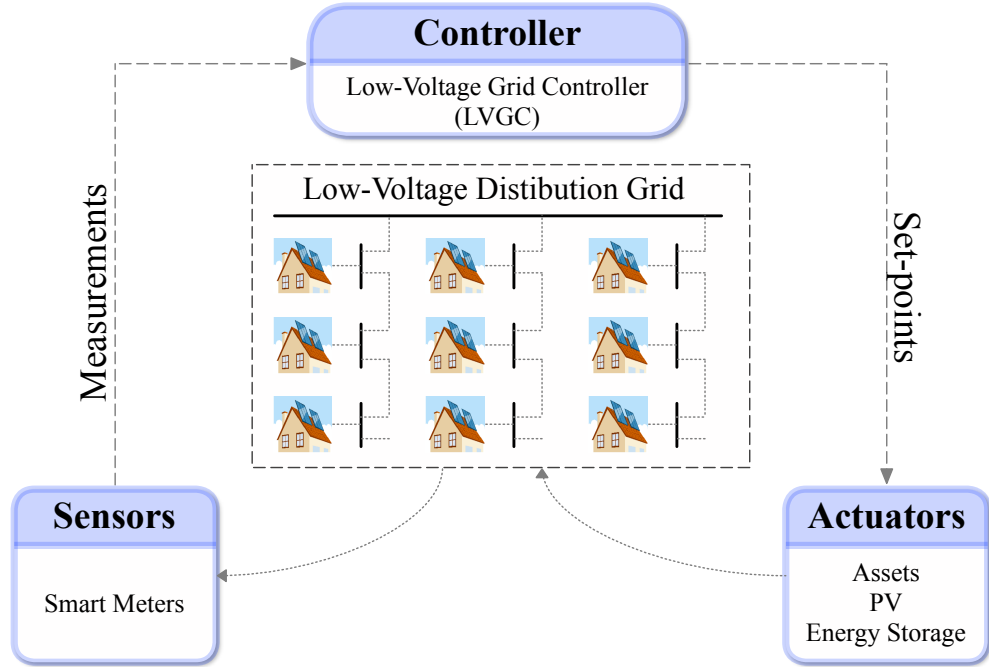 Controller
Low-Voltage Grid Controller
(LVGC)
Low-Voltage Distibution Grid
Measurements
Set-points
Sensors
Smart Meters
Actuators
Assets
PV
Energy Storage